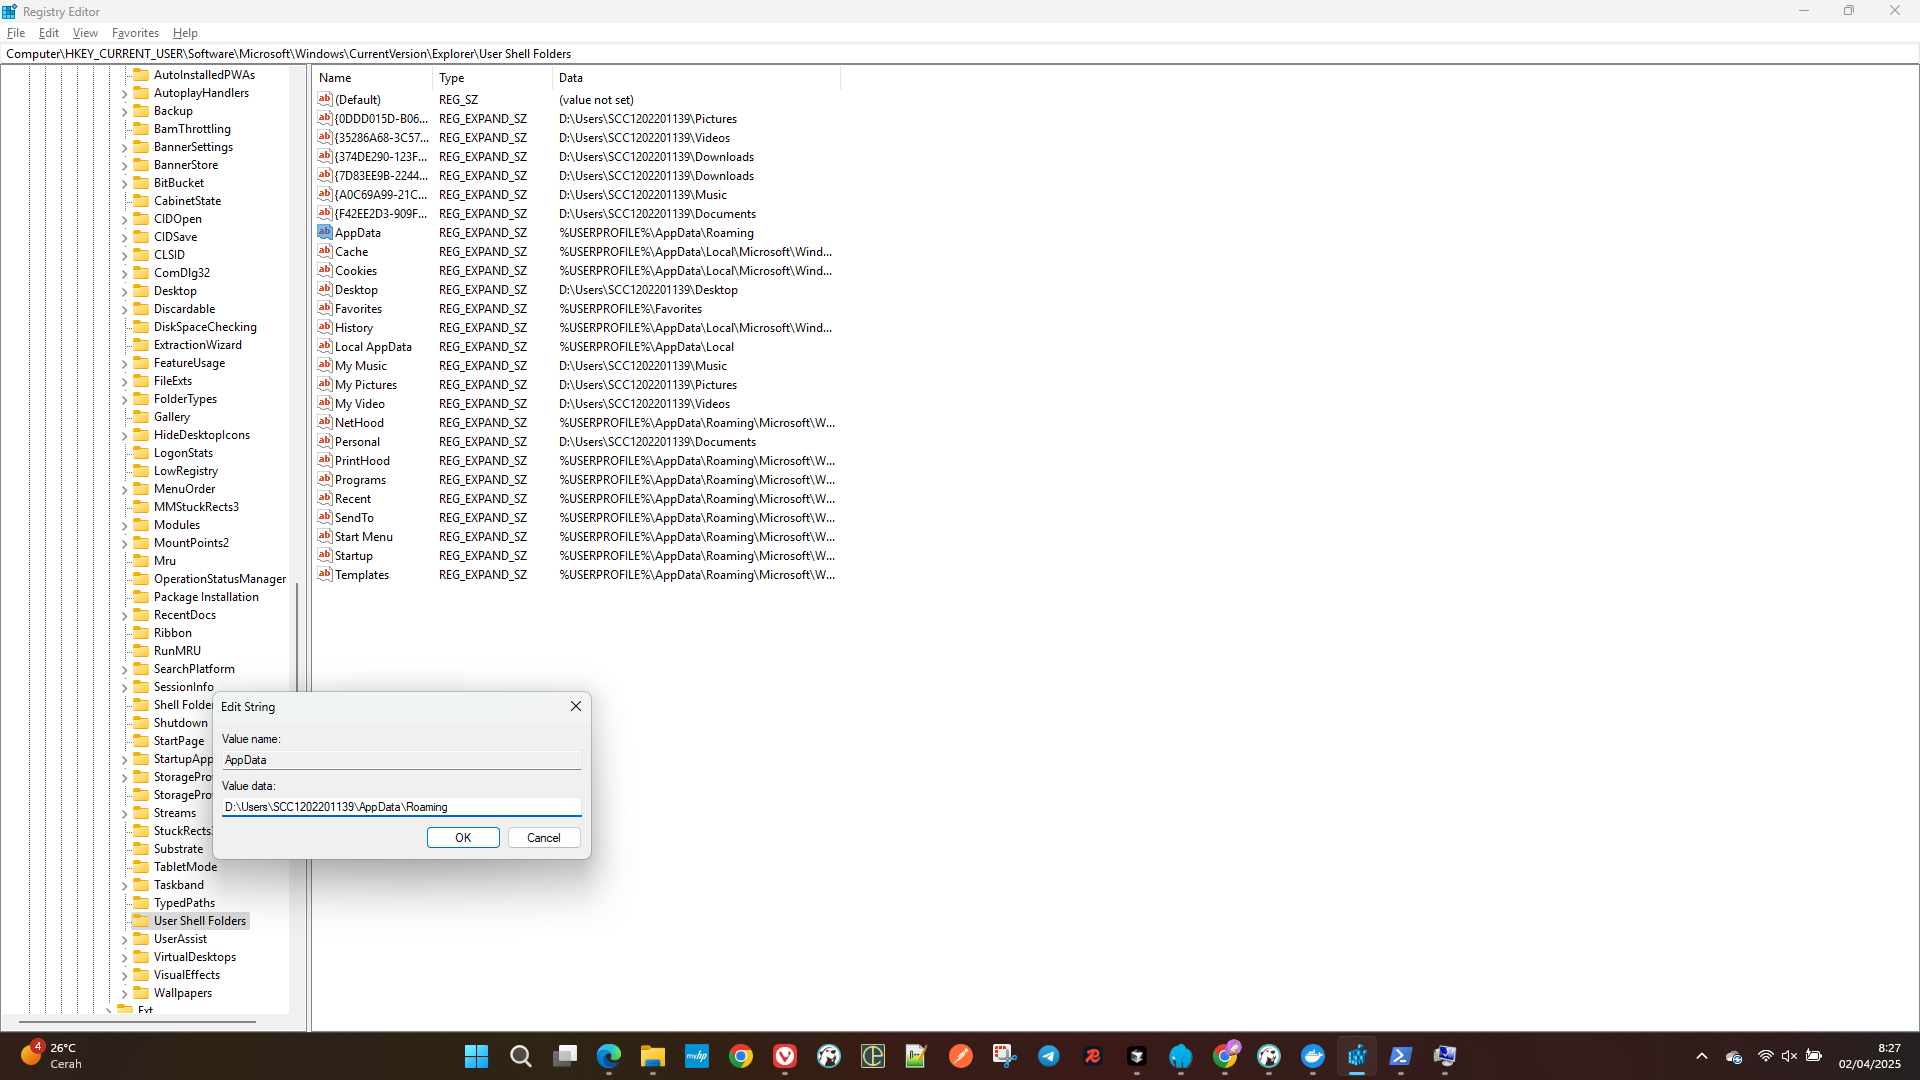 Registry Editor
File Edit View Favorites Help
Computer\HKEY_CURRENT_USER\Software\Microsoft\Windows\CurrentVersion\Explorer\User Shell Folders
AutoInstalledPWAs
AutoplayHandlers
Backup
BamThrottling
BannerSettings
BannerStore
BitBucket
CabinetState
CIDOpen
CIDSave
CLSID
ComDlg32
Desktop
Discardable
DiskSpaceChecking
ExtractionWizard
FeatureUsage
FileExts
FolderTypes
Gallery
HideDesktopIcons
LogonStats
LowRegistry
MenuOrder
MMStuckRects3
Modules
MountPoints2
Mru
OperationStatusManager
Package Installation
RecentDocs
Ribbon
RunMRU
SearchPlatform
SessionInfo
Shell Folder
Shutdown
StartPage
StartupApp
StoragePro
StoragePro
Streams
StuckRects
Substrate
TabletMode
Taskband
TypedPaths
User Shell Folders
UserAssist
VirtualDesktops
VisualEffects
Wallpapers
Ext
Name Type Data
(Default) REG_SZ (value not set)
{0DDD015D-B06... REG_EXPAND_SZ D:\Users\SCC1202201139\Pictures
{35286A68-3C57... REG_EXPAND_SZ D:\Users\SCC1202201139\Videos
{374DE290-123F... REG_EXPAND_SZ D:\Users\SCC1202201139\Downloads
{7D83EE9B-2244... REG_EXPAND_SZ D:\Users\SCC1202201139\Downloads
{A0C69A99-21C... REG_EXPAND_SZ D:\Users\SCC1202201139\Music
{F42EE2D3-909F... REG_EXPAND_SZ D:\Users\SCC1202201139\Documents
AppData REG_EXPAND_SZ %USERPROFILE%\AppData\Roaming
Cache REG_EXPAND_SZ %USERPROFILE%\AppData\Local\Microsoft\Wind...
Cookies REG_EXPAND_SZ %USERPROFILE%\AppData\Local\Microsoft\Wind...
Desktop REG_EXPAND_SZ D:\Users\SCC1202201139\Desktop
Favorites REG_EXPAND_SZ %USERPROFILE%\Favorites
History REG_EXPAND_SZ %USERPROFILE%\AppData\Local\Microsoft\Wind...
Local AppData REG_EXPAND_SZ %USERPROFILE%\AppData\Local
My Music REG_EXPAND_SZ D:\Users\SCC1202201139\Music
My Pictures REG_EXPAND_SZ D:\Users\SCC1202201139\Pictures
My Video REG_EXPAND_SZ D:\Users\SCC1202201139\Videos
NetHood REG_EXPAND_SZ %USERPROFILE%\AppData\Roaming\Microsoft\W...
Personal REG_EXPAND_SZ D:\Users\SCC1202201139\Documents
PrintHood REG_EXPAND_SZ %USERPROFILE%\AppData\Roaming\Microsoft\W...
Programs REG_EXPAND_SZ %USERPROFILE%\AppData\Roaming\Microsoft\W...
Recent REG_EXPAND_SZ %USERPROFILE%\AppData\Roaming\Microsoft\W...
SendTo REG_EXPAND_SZ %USERPROFILE%\AppData\Roaming\Microsoft\W...
Start Menu REG_EXPAND_SZ %USERPROFILE%\AppData\Roaming\Microsoft\W...
Startup REG_EXPAND_SZ %USERPROFILE%\AppData\Roaming\Microsoft\W...
Templates REG_EXPAND_SZ %USERPROFILE%\AppData\Roaming\Microsoft\W...
Edit String
Value name:
AppData
Value data:
D:\Users\SCC1202201139\AppData\Roaming
OK Cancel
4
26°C
Cerah
myhp
8:27
02/04/2025